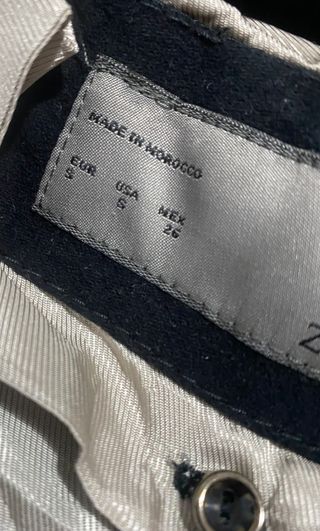 MADE IN MOROCCO
EUR USA MEX
S S 26
Z